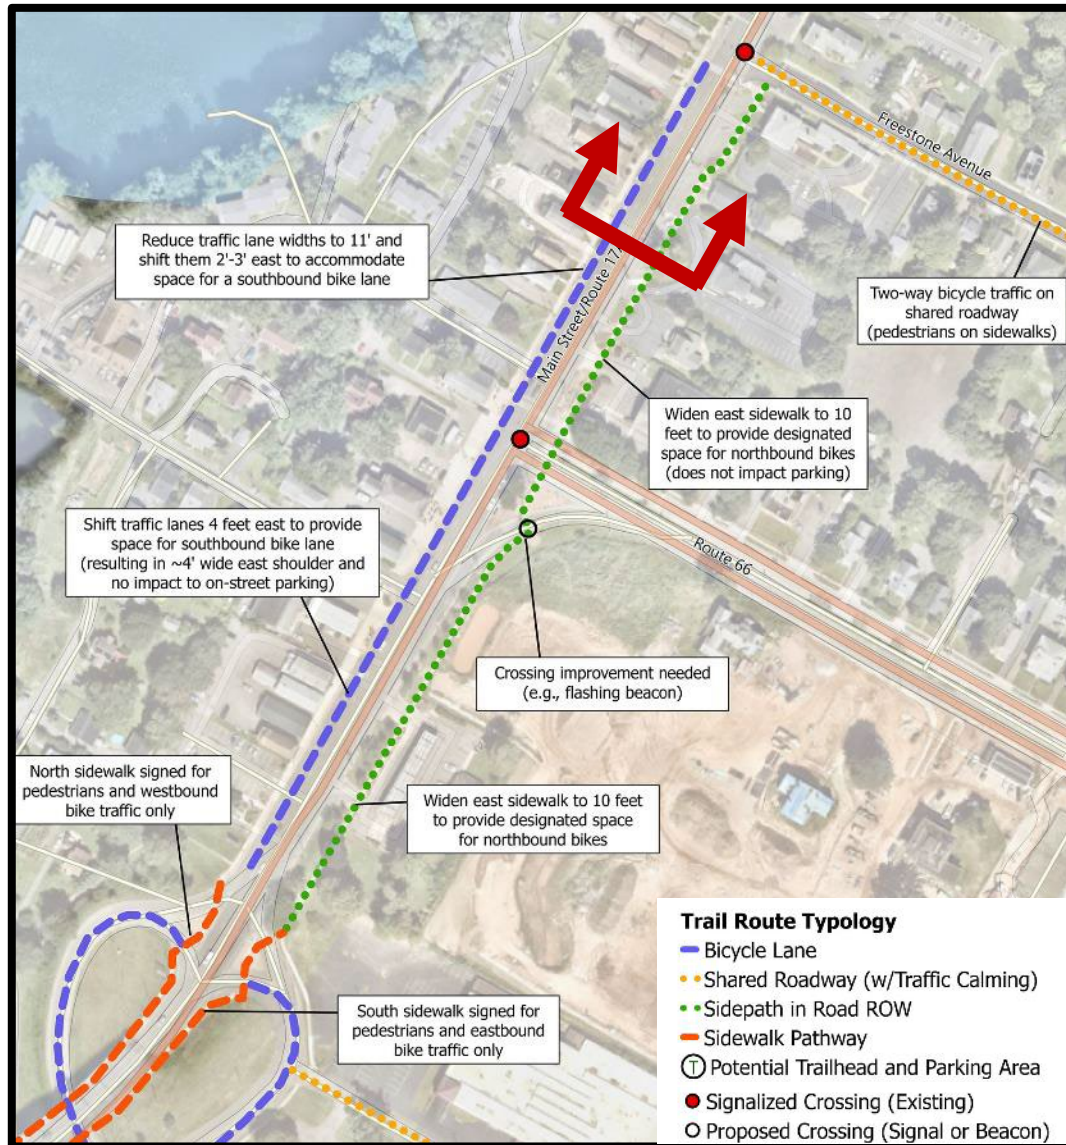 Freestone Avenue
Reduce traffic lane widths to 11' and
shift them 2'-3' east to accommodate
space for a southbound bike lane
Main Street/Route 17
Two-way bicycle traffic on
shared roadway
(pedestrians on sidewalks)
Widen east sidewalk to 10
feet to provide designated
space for northbound bikes
(does not impact parking)
Shift traffic lanes 4 feet east to provide
space for southbound bike lane
(resulting in ~4' wide east shoulder and
no impact to on-street parking)
Route 66
Crossing improvement needed
(e.g., flashing beacon)
North sidewalk signed for
pedestrians and westbound
bike traffic only
Widen east sidewalk to 10 feet
to provide designated space
for northbound bikes
South sidewalk signed for
pedestrians and eastbound
bike traffic only
Trail Route Typology
Bicycle Lane
Shared Roadway (w/Traffic Calming)
Sidepath in Road ROW
Sidewalk Pathway
T Potential Trailhead and Parking Area
Signalized Crossing (Existing)
Proposed Crossing (Signal or Beacon)